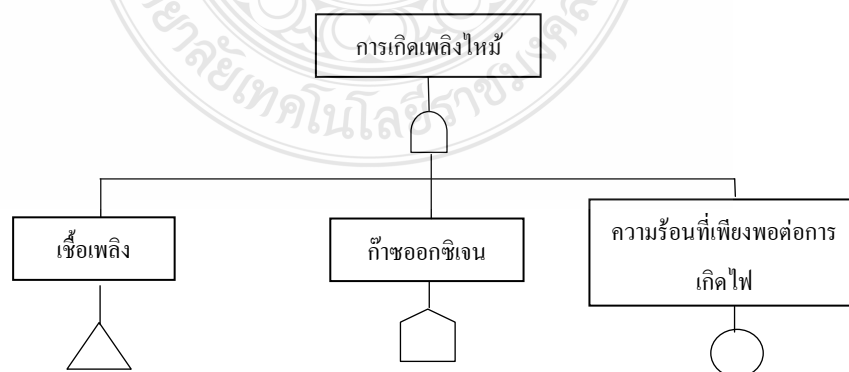 การเกิดเพลิงไหม้
เชื้อเพลิง
ก๊าซออกซิเจน
ความร้อนที่เพียงพอต่อการ
เกิดไฟ